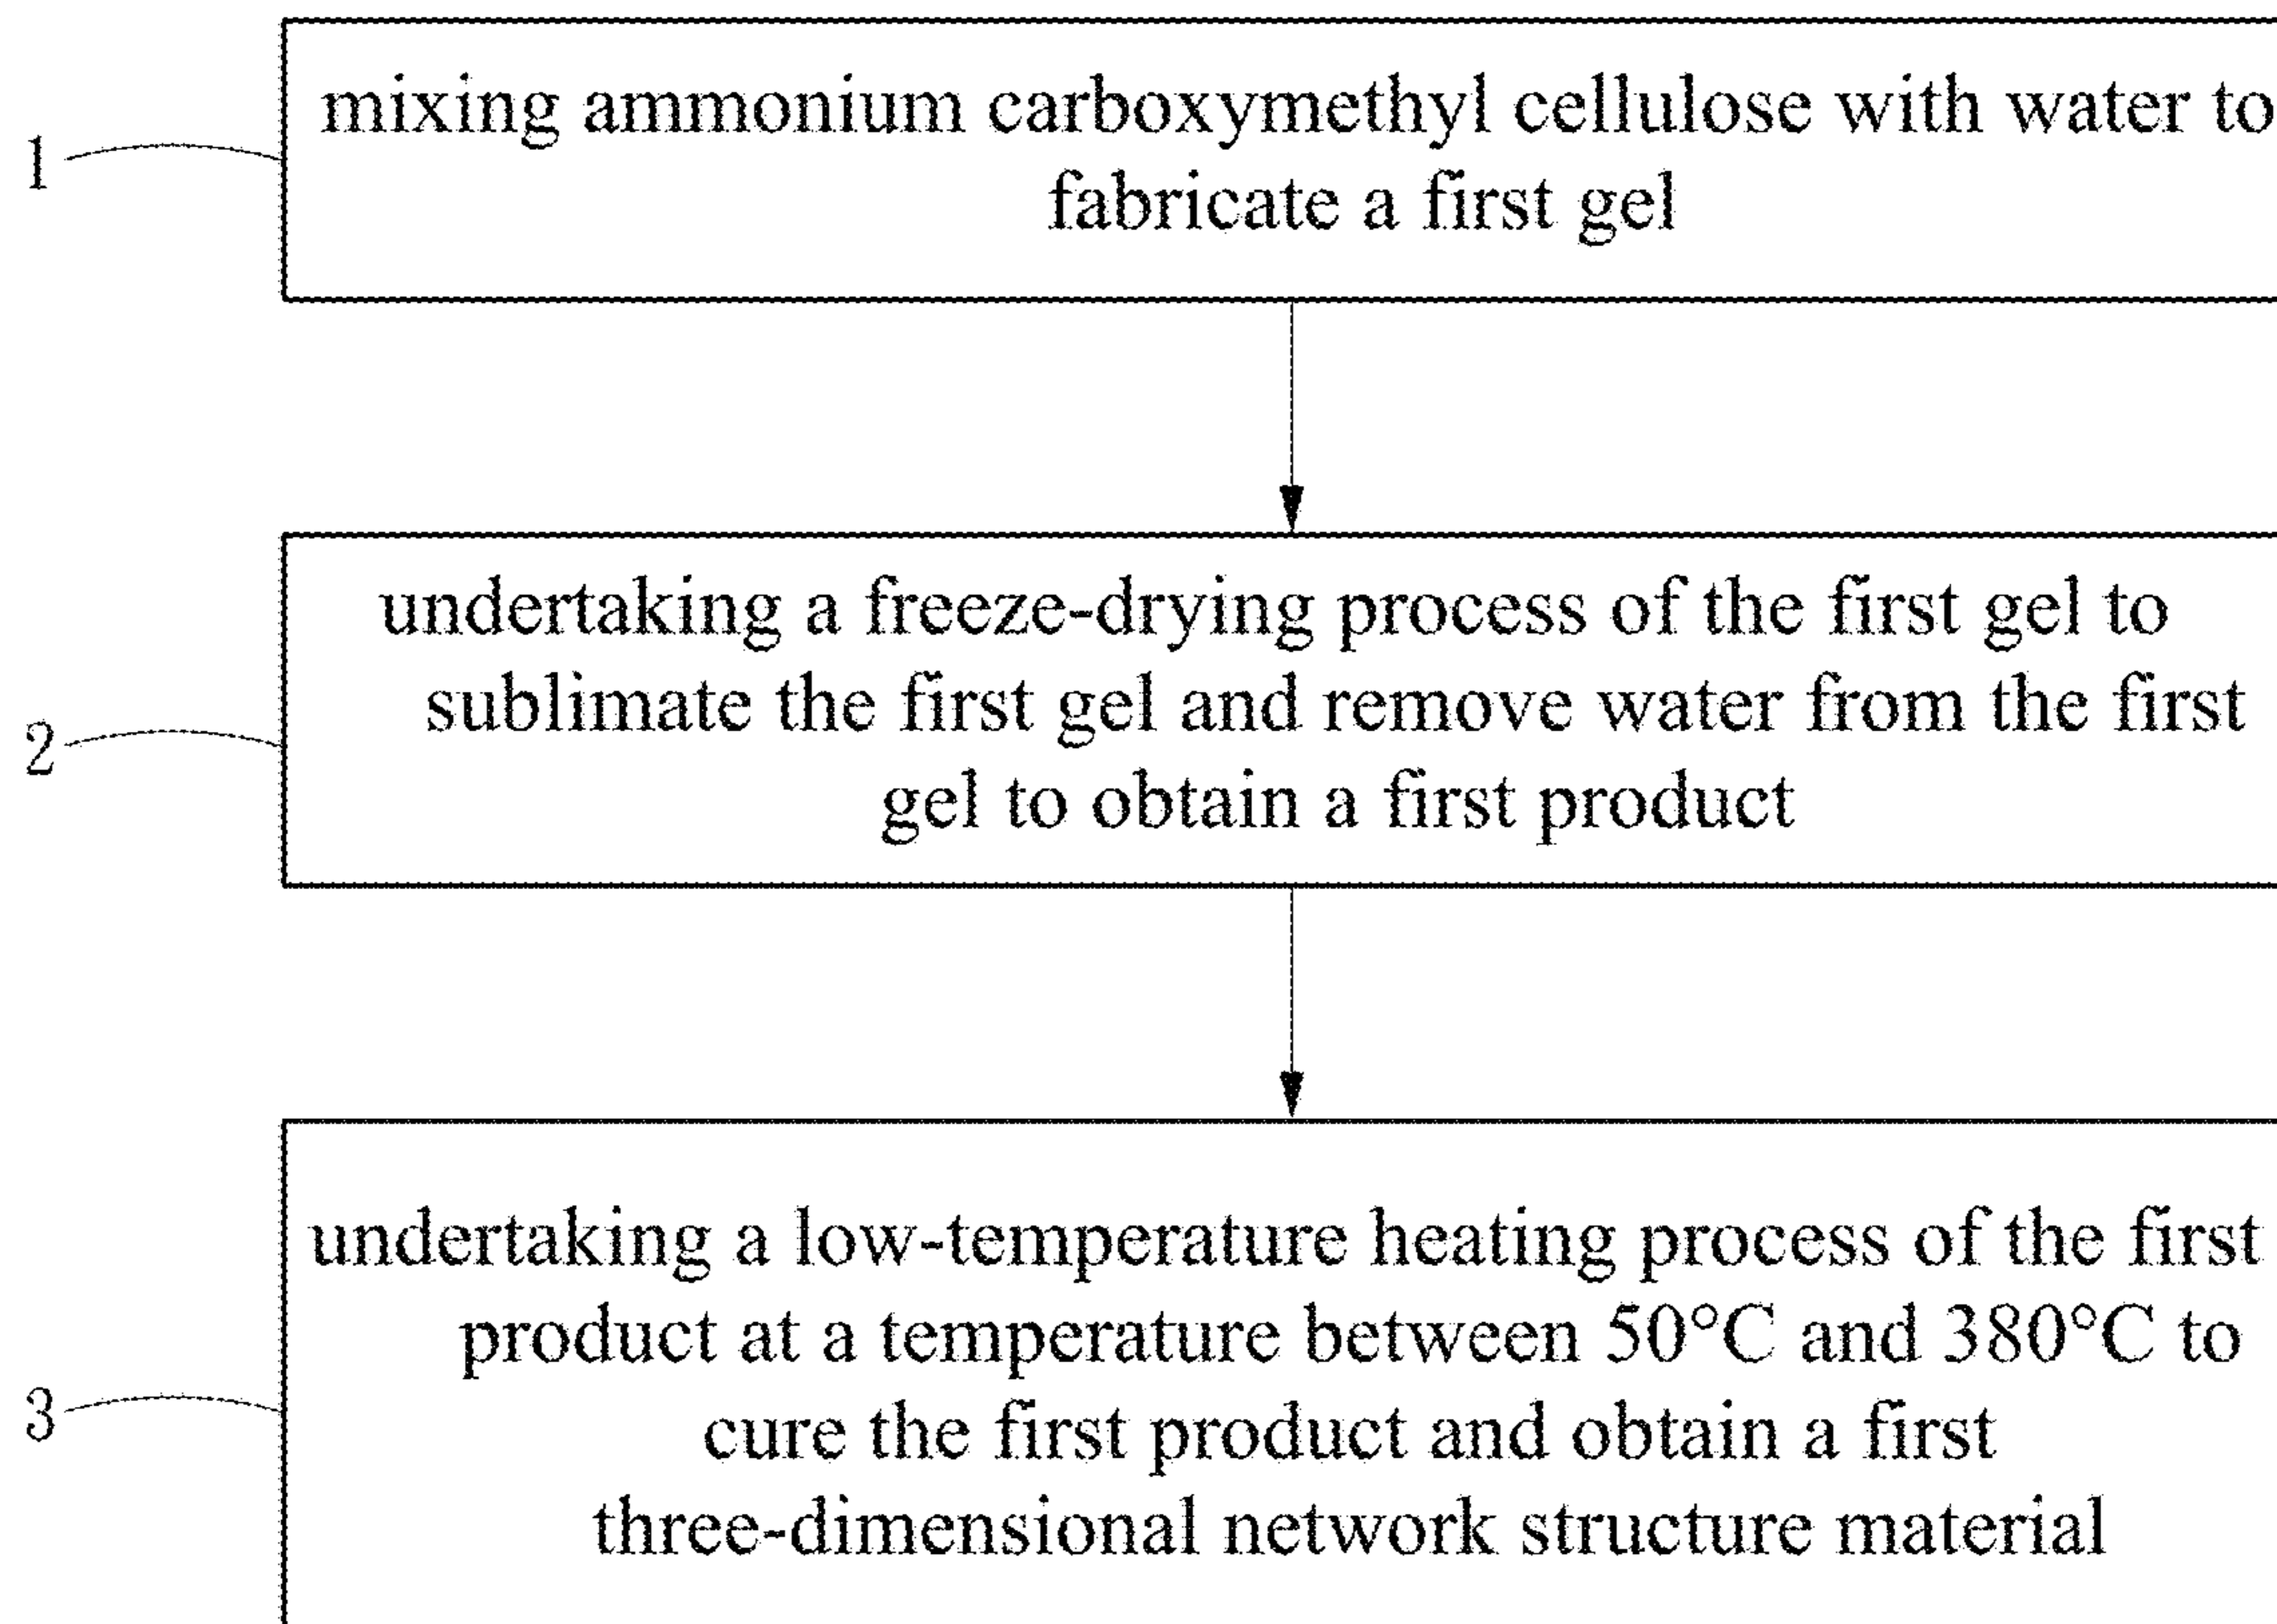 mixing ammonium carboxymethyl cellulose with water to
1
fabricate a first gel
undertaking a freeze-drying process of the first gel to
sublimate the first gel and remove water from the first
2
gel to obtain a first product
undertaking a low-temperature heating process of the first
product at a temperature between 50°C and 380°C to
3
cure the first product and obtain a first
three-dimensional network structure material